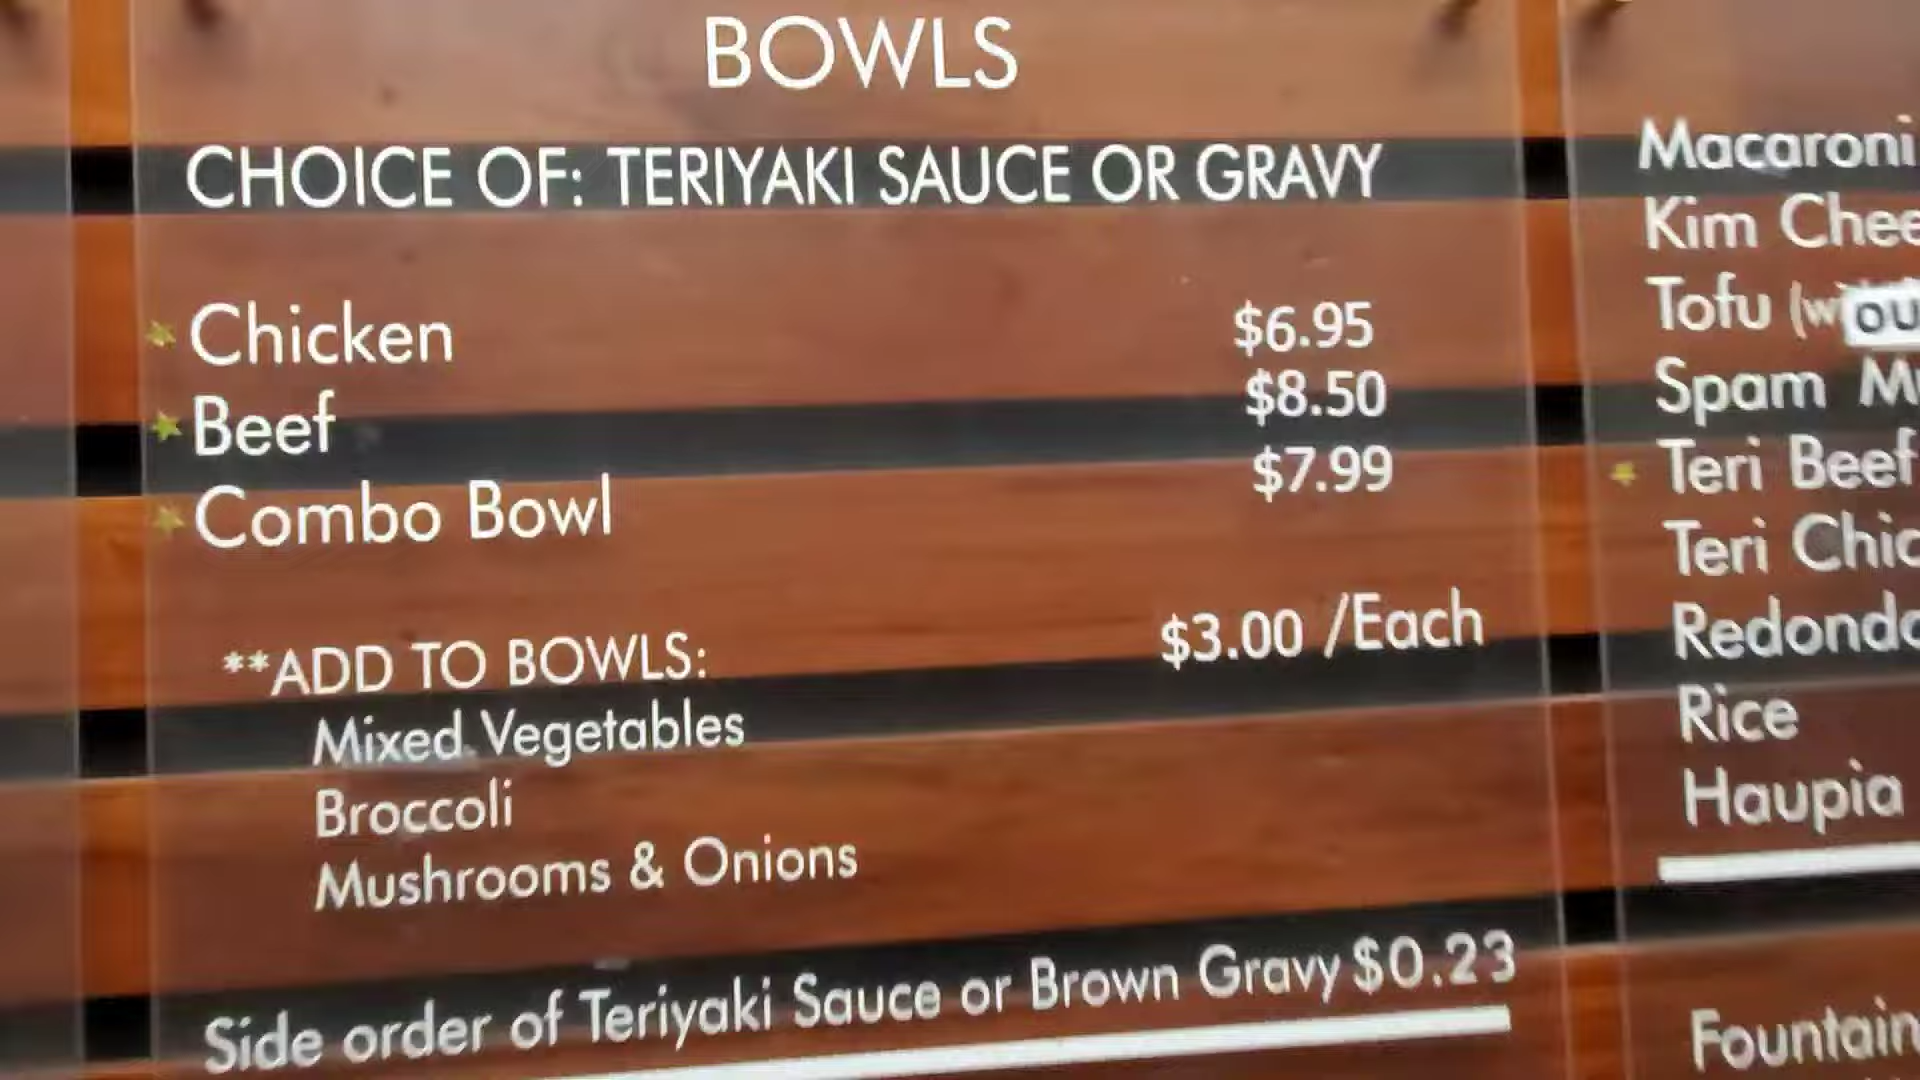 BOWLS
CHOICE OF: TERIYAKI SAUCE OR GRAVY
Chicken $6.95
Beef $8.50
Combo Bowl $7.99
**ADD TO BOWLS: $3.00 /Each
Mixed Vegetables
Broccoli
Mushrooms & Onions
Side order of Teriyaki Sauce or Brown Gravy $0.23
Macaroni
Kim Chee
Tofu
Spam
Teri Beef
Teri
Rice
Haupia
Fountain